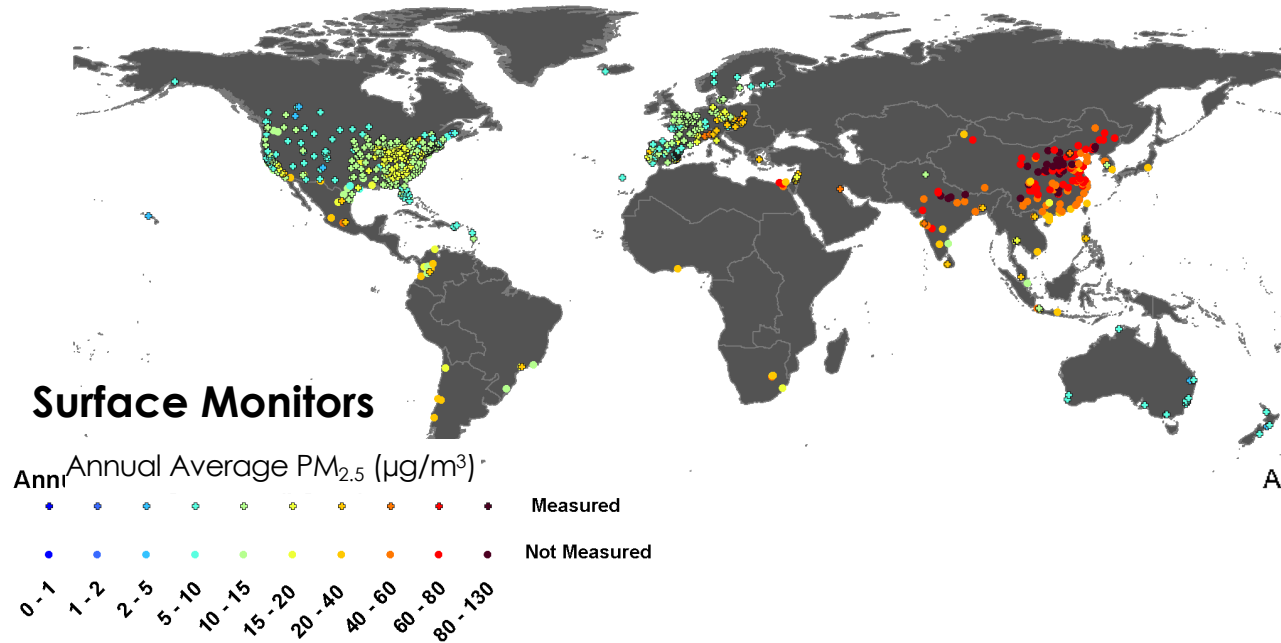 Surface Monitors
Annual Average PM₂.₅ (µg/m³)
Annu
A
Measured
Not Measured
0 - 1
1 - 2
2 - 5
5 - 10
10 - 15
15 - 20
20 - 40
40 - 60
60 - 80
80 - 130